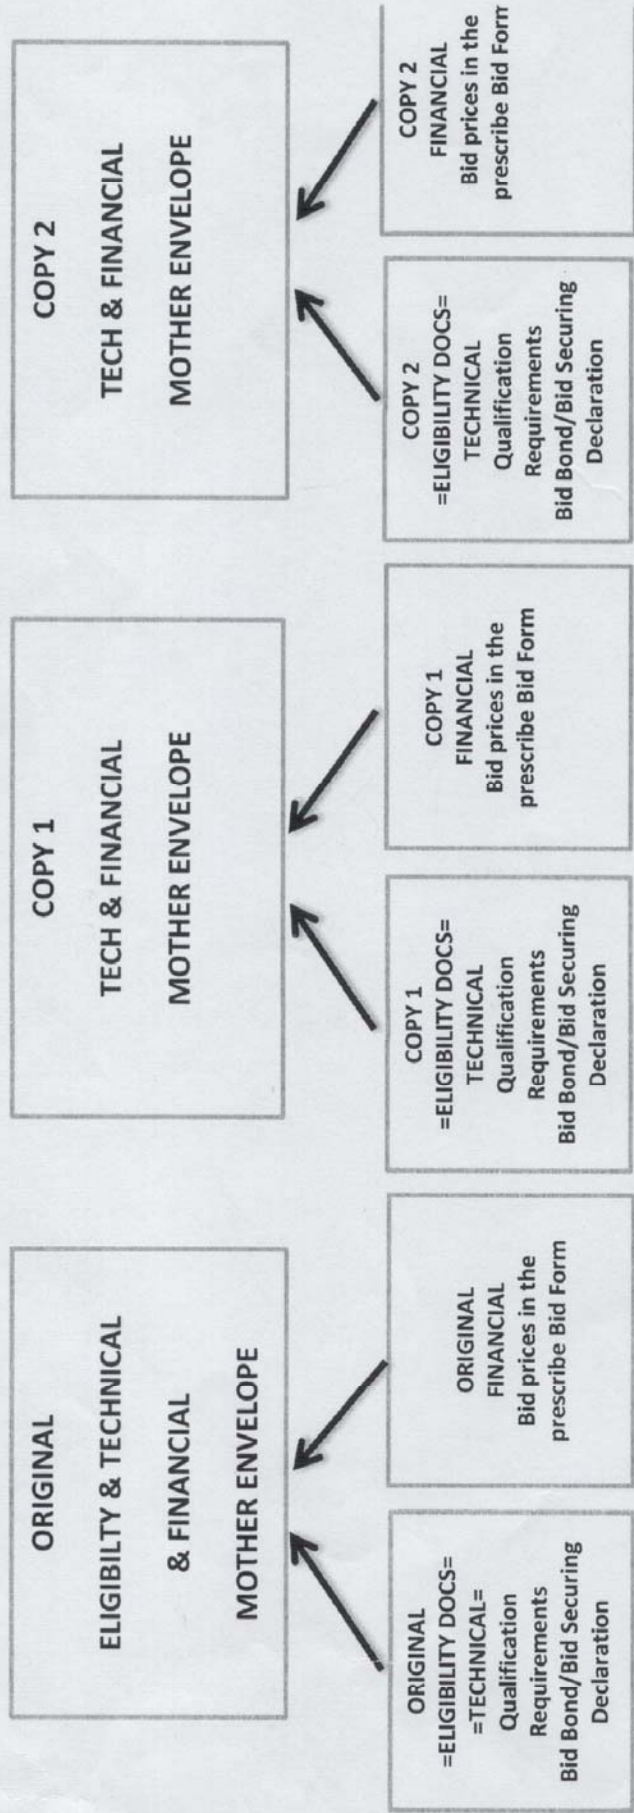 ORIGINAL
ELIGIBILTY & TECHNICAL
& FINANCIAL
MOTHER ENVELOPE
COPY 1
TECH & FINANCIAL
MOTHER ENVELOPE
COPY 2
TECH & FINANCIAL
MOTHER ENVELOPE
ORIGINAL
=ELIGIBILITY DOCS=
=TECHNICAL=
Qualification
Requirements
Bid Bond/Bid Securing
Declaration
ORIGINAL
FINANCIAL
Bid prices in the
prescribe Bid Form
COPY 1
=ELIGIBILITY DOCS=
TECHNICAL
Qualification
Requirements
Bid Bond/Bid Securing
Declaration
COPY 1
FINANCIAL
Bid prices in the
prescribe Bid Form
COPY 2
=ELIGIBILITY DOCS=
TECHNICAL
Qualification
Requirements
Bid Bond/Bid Securing
Declaration
COPY 2
FINANCIAL
Bid prices in the
prescribe Bid Form